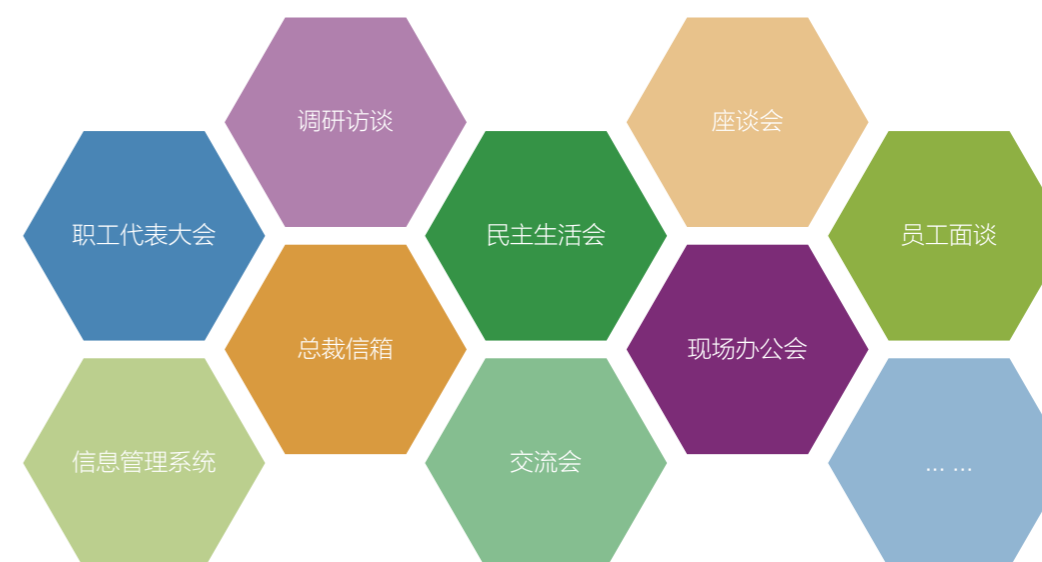 调研访谈
座谈会
职工代表大会
民主生活会
员工面谈
总裁信箱
现场办公会
信息管理系统
交流会
... ...